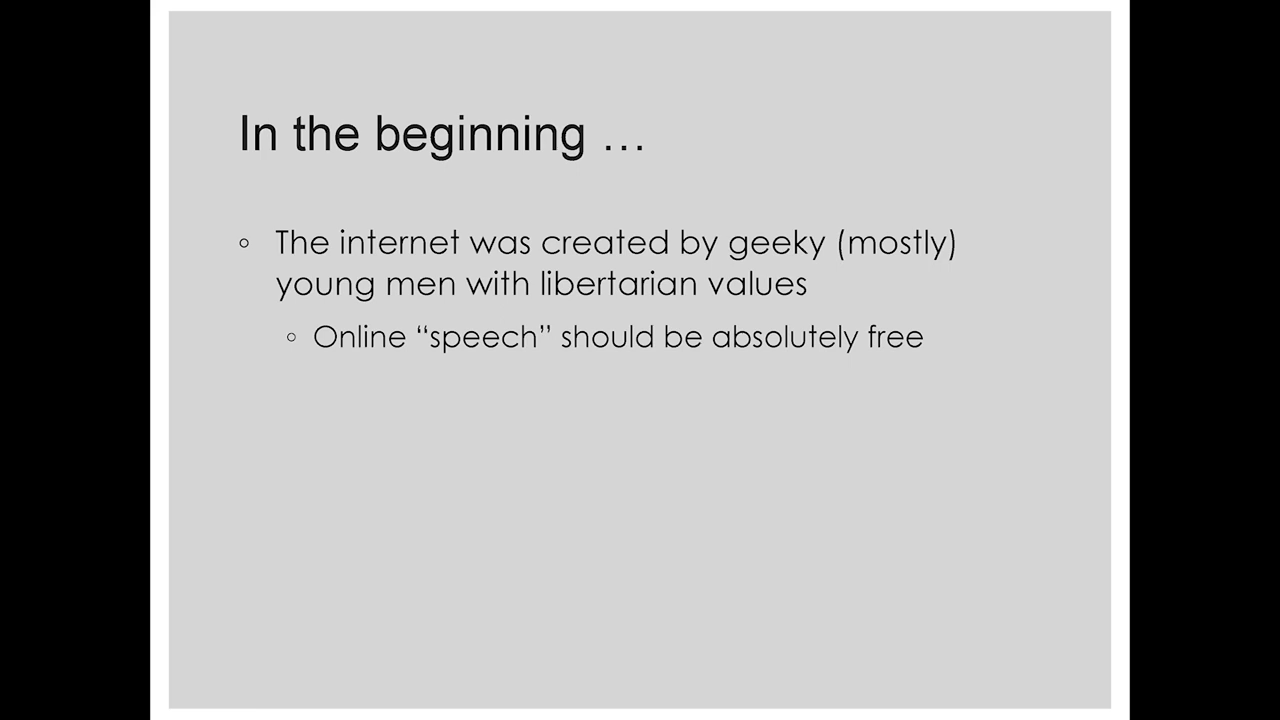 In the beginning …
◦ The internet was created by geeky (mostly)
young men with libertarian values
◦ Online “speech” should be absolutely free